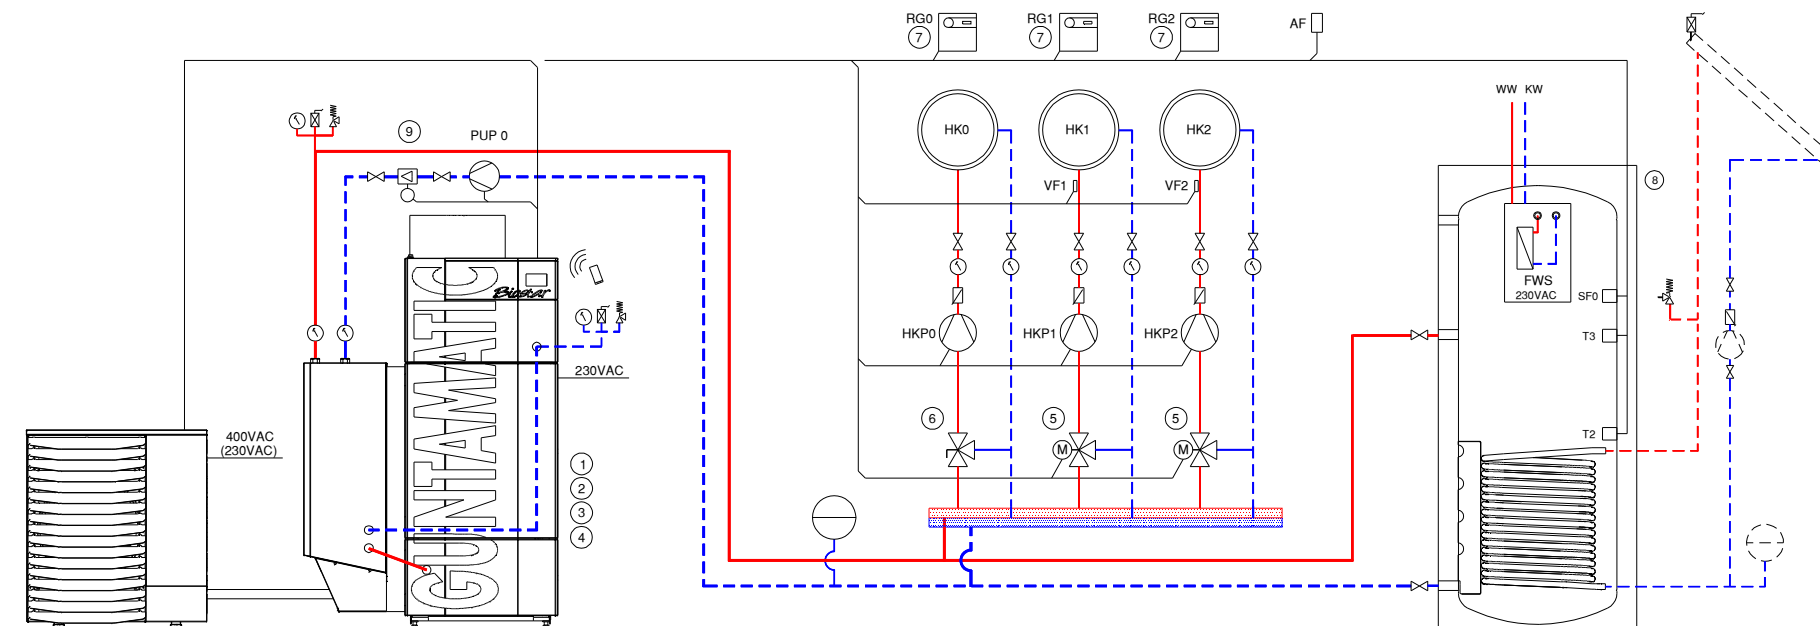 RG0
7
RG1
7
RG2
7
AF
9
PUP 0
HK0
HK1
HK2
VF1
VF2
WW KW
8
FWS
230VAC
SF0
T3
T2
HKP0
HKP1
HKP2
6
5
5
M
M
Biostar
GUNTAMATIC
230VAC
400VAC
(230VAC)
1
2
3
4